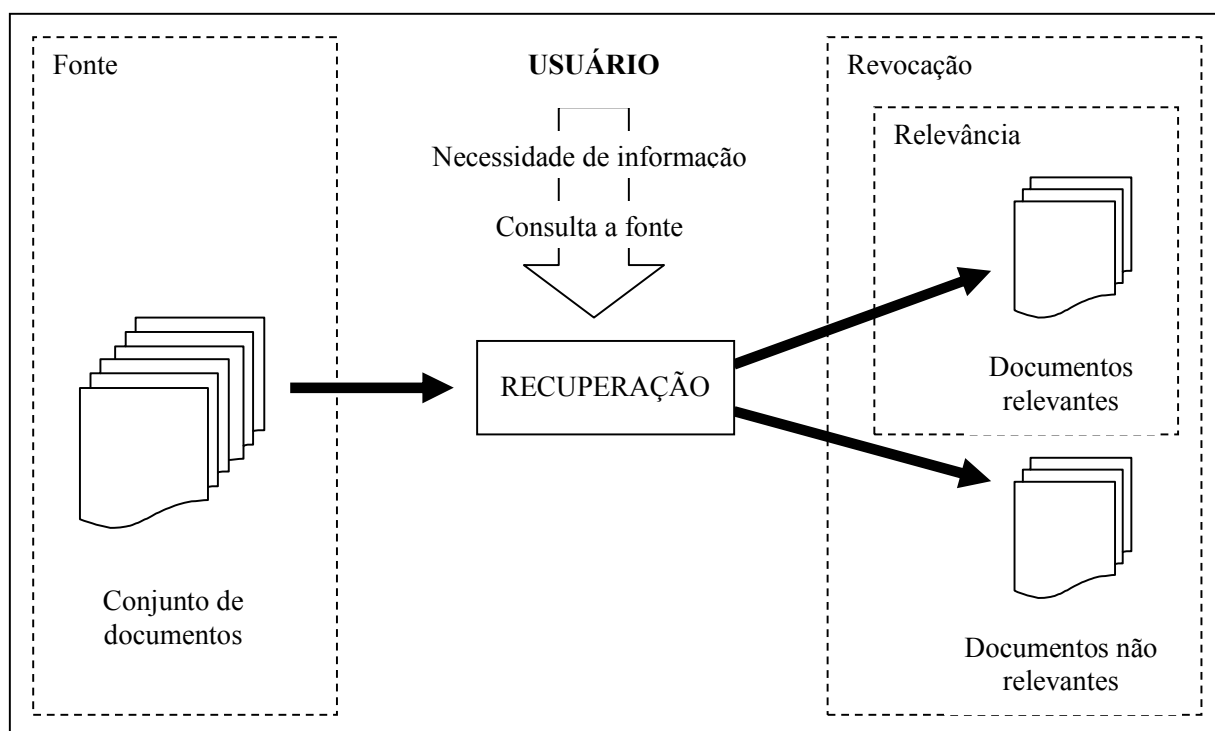 Fonte
Conjunto de
documentos
USUÁRIO
Necessidade de informação
Consulta a fonte
RECUPERAÇÃO
Revocação
Relevância
Documentos
relevantes
Documentos não
relevantes